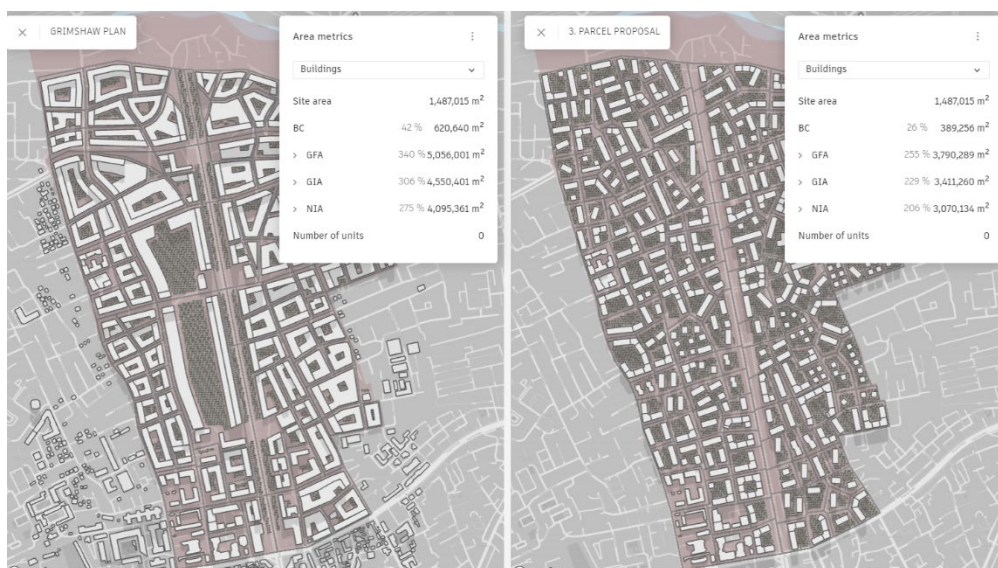 × GRIMSHAW PLAN
Area metrics
Buildings
Site area 1,487,015 m²
BC 42 % 620,640 m²
> GFA 340 % 5,056,001 m²
> GIA 306 % 4,550,401 m²
> NIA 275 % 4,095,361 m²
Number of units 0
× 3. PARCEL PROPOSAL
Area metrics
Buildings
Site area 1,487,015 m²
BC 26 % 389,256 m²
> GFA 255 % 3,790,289 m²
> GIA 229 % 3,411,260 m²
> NIA 206 % 3,070,134 m²
Number of units 0